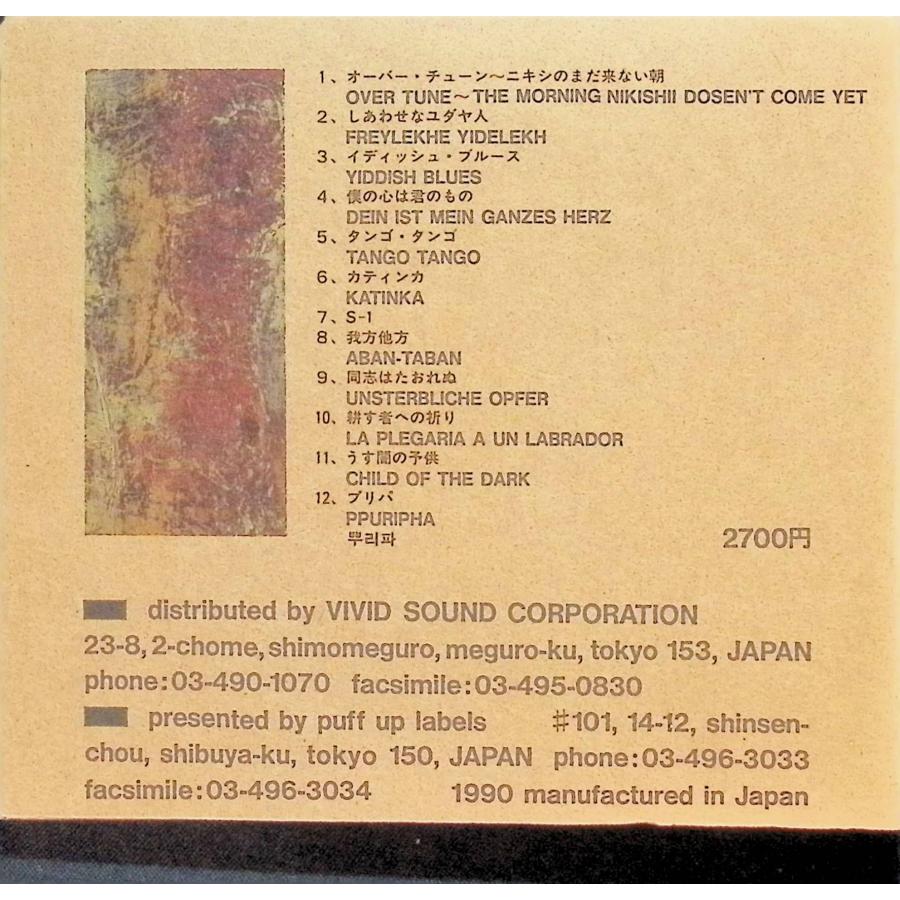 1、オーバー・チューン〜ニキシのまだ来ない朝
OVER TUNE〜THE MORNING NIKISHII DOSEN'T COME YET
2、しあわせなユダヤ人
FREYLEKHE YIDELEKH
3、イディッシュ・ブルース
YIDDISH BLUES
4、僕の心は君のもの
DEIN IST MEIN GANZES HERZ
5、タンゴ・タンゴ
TANGO TANGO
6、カティンカ
KATINKA
7、S-1
8、我方他方
ABAN-TABAN
9、同志はたおれぬ
UNSTERBLICHE OPFER
10、耕す者への祈り
LA PLEGARIA A UN LABRADOR
11、うす闇の子供
CHILD OF THE DARK
12、プリパ
PPURIPHA
뿌리파
2700円
distributed by VIVID SOUND CORPORATION
23-8, 2-chome, shimomeguro, meguro-ku, tokyo 153, JAPAN
phone:03-490-1070 facsimile:03-495-0830
presented by puff up labels ♯101, 14-12, shinsen-
chou, shibuya-ku, tokyo 150, JAPAN phone:03-496-3033
facsimile:03-496-3034 1990 manufactured in Japan